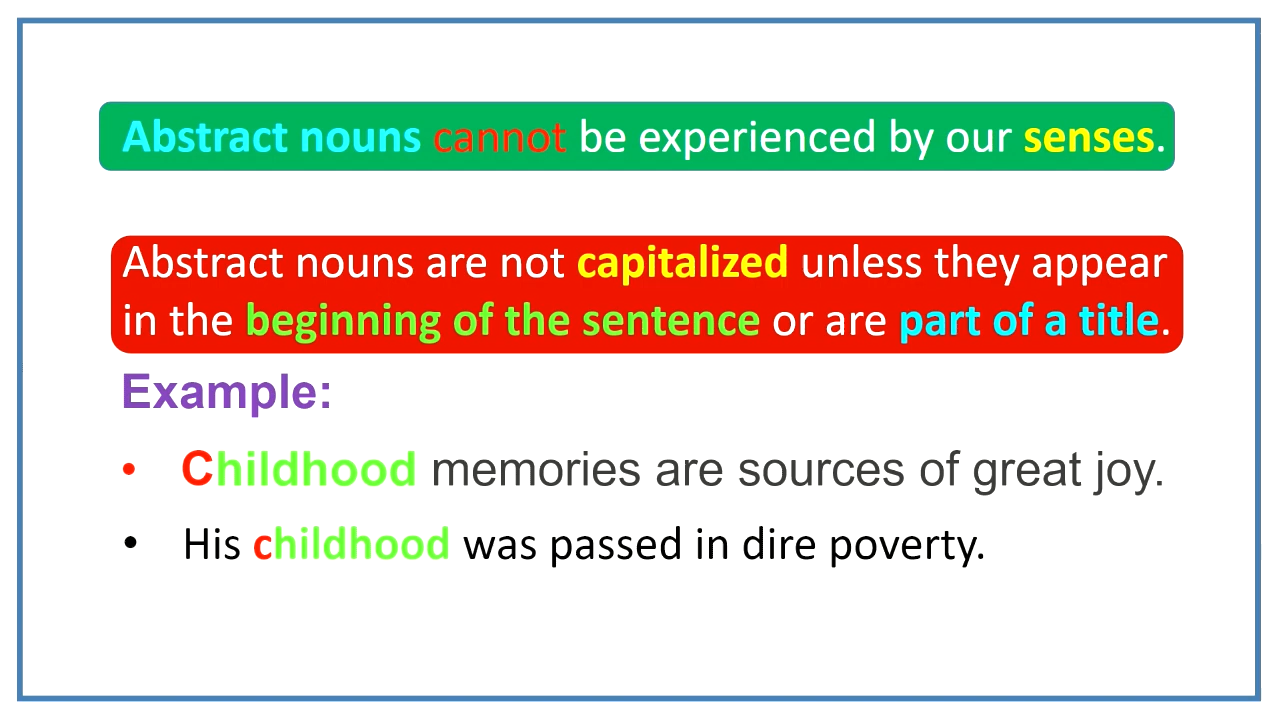 Abstract nouns cannot be experienced by our senses.
Abstract nouns are not capitalized unless they appear
in the beginning of the sentence or are part of a title.
Example:
• Childhood memories are sources of great joy.
• His childhood was passed in dire poverty.